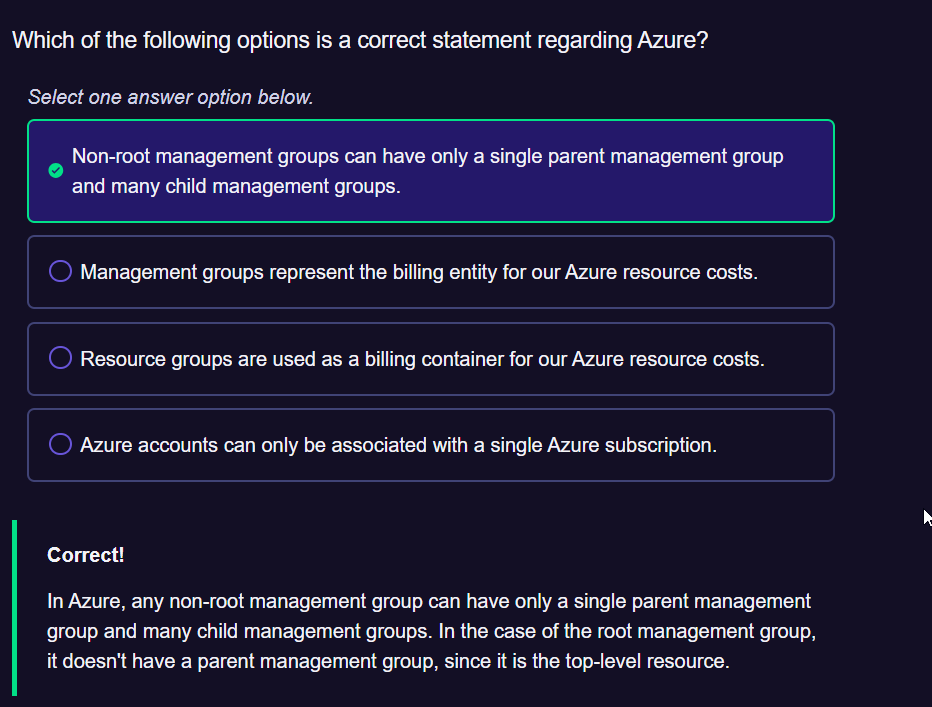 Which of the following options is a correct statement regarding Azure?
Select one answer option below.
Non-root management groups can have only a single parent management group
and many child management groups.
Management groups represent the billing entity for our Azure resource costs.
Resource groups are used as a billing container for our Azure resource costs.
Azure accounts can only be associated with a single Azure subscription.
Correct!
In Azure, any non-root management group can have only a single parent management
group and many child management groups. In the case of the root management group,
it doesn't have a parent management group, since it is the top-level resource.